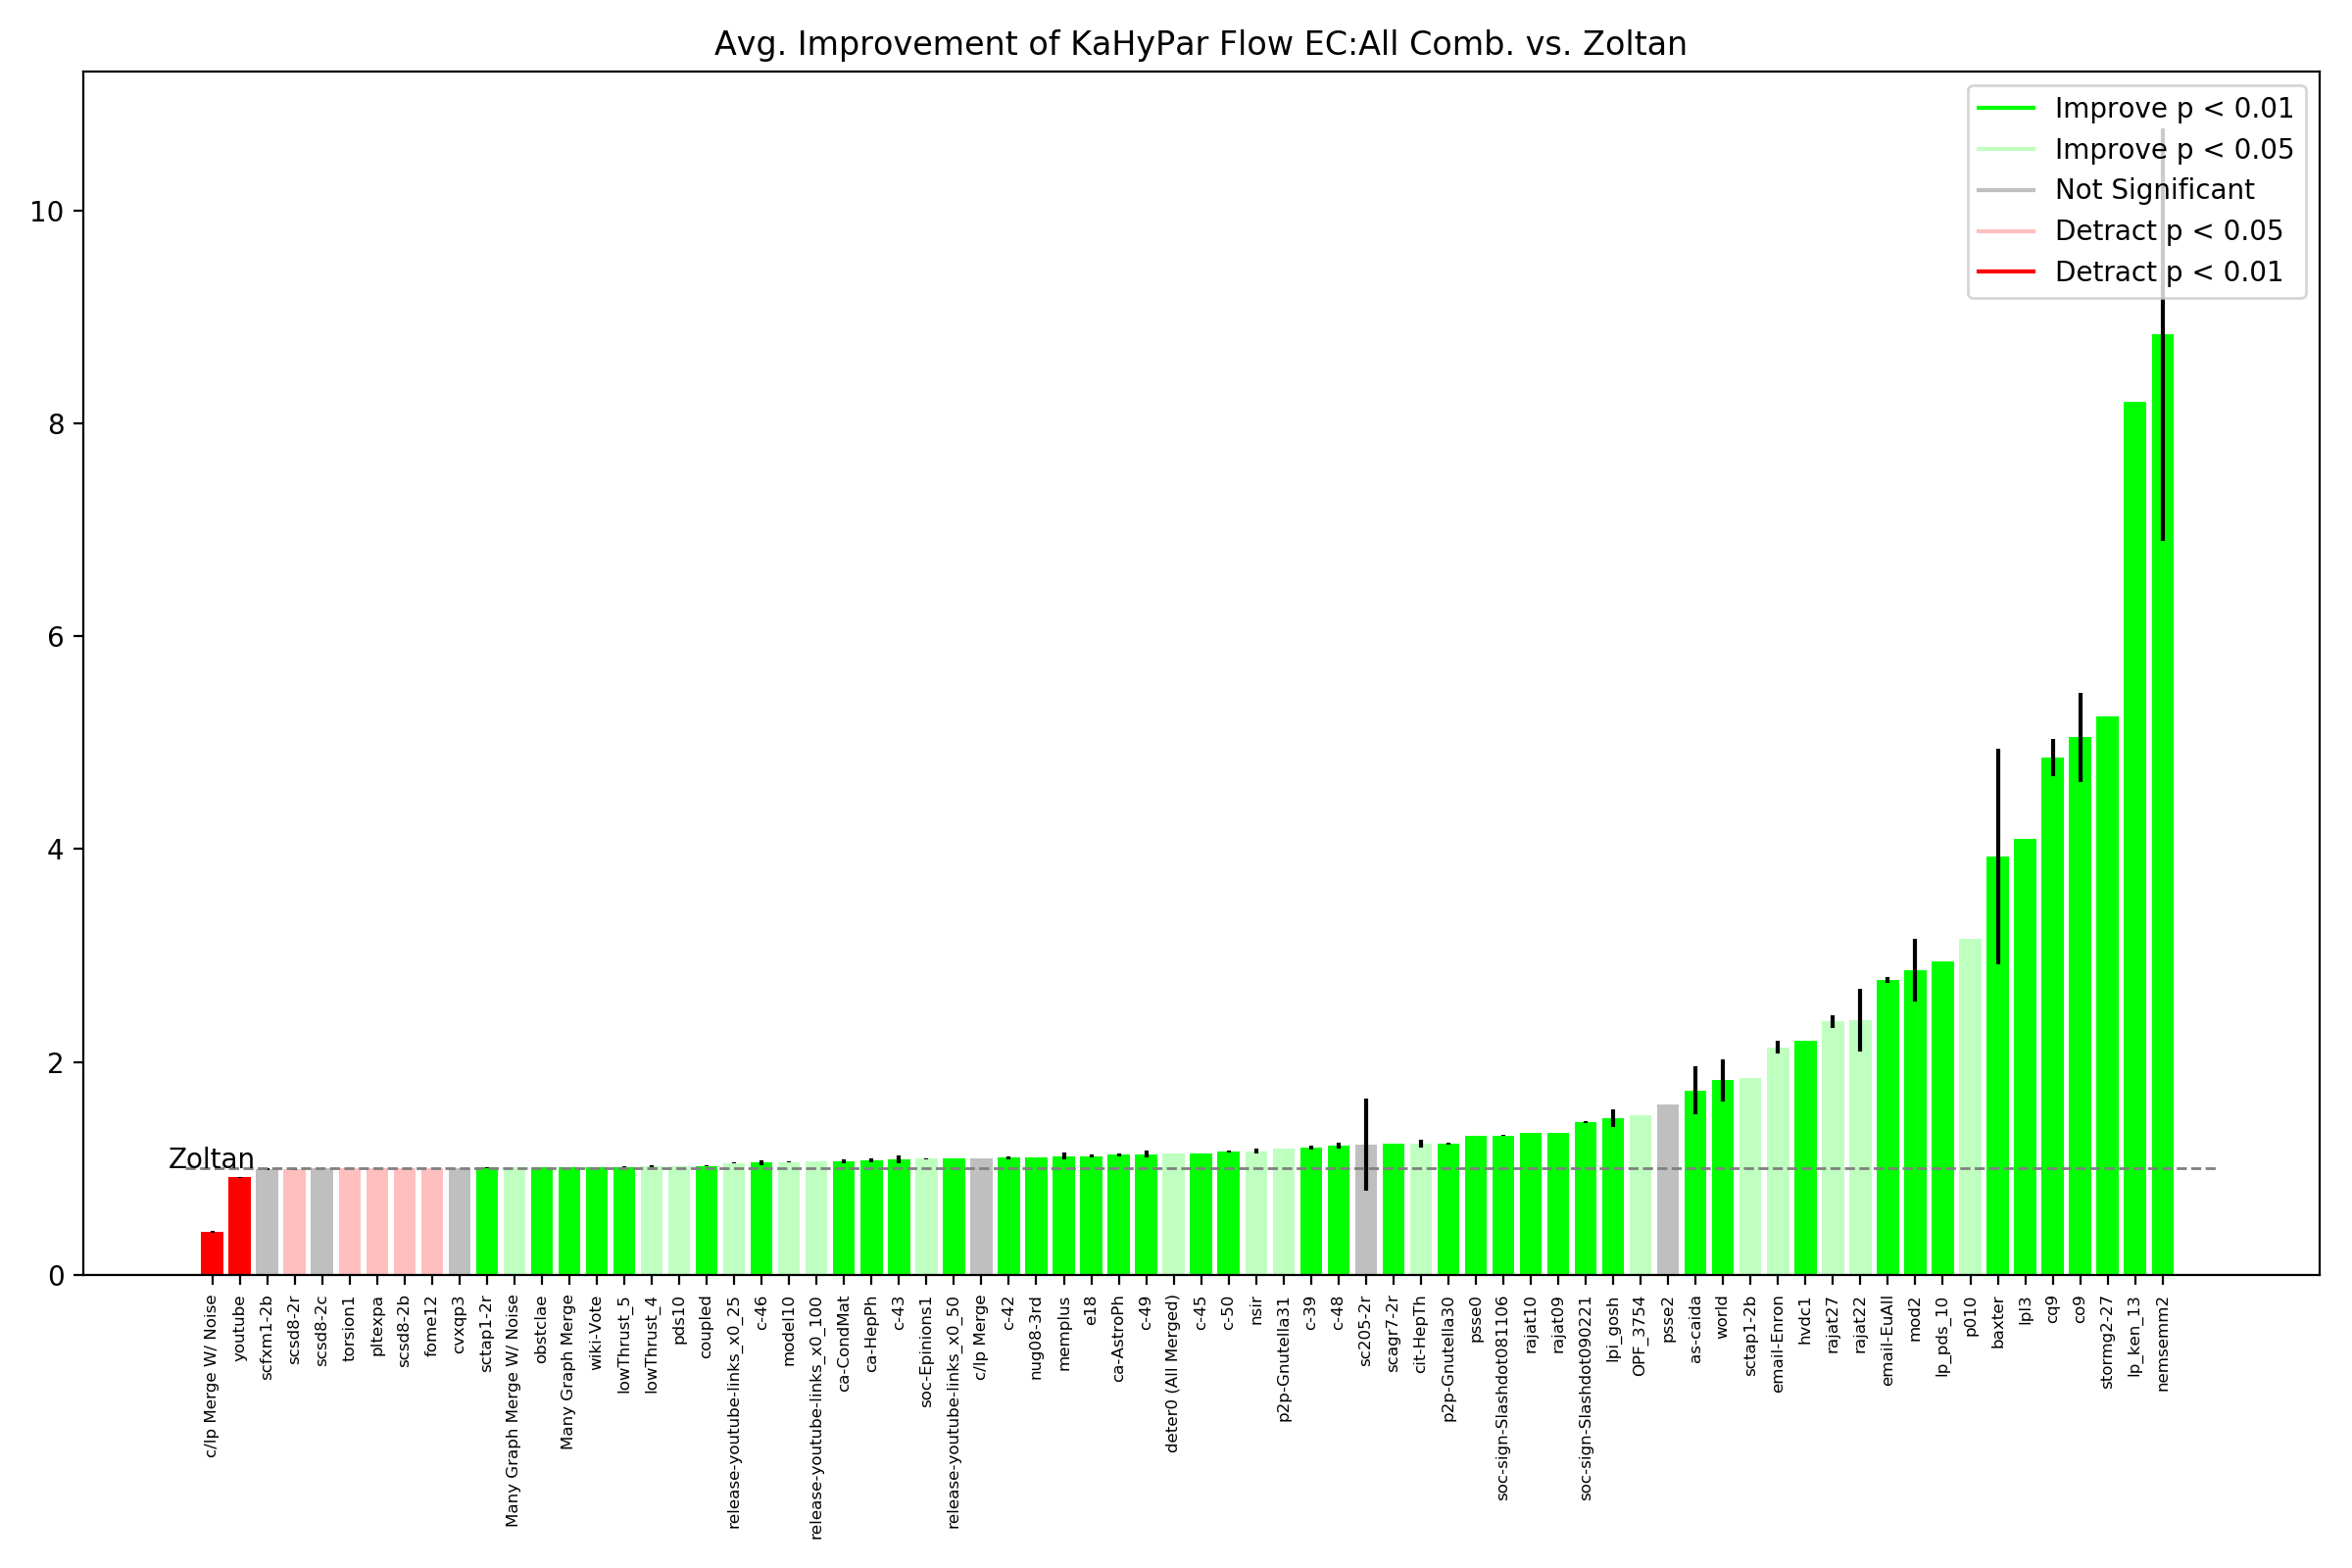 Avg. Improvement of KaHyPar Flow EC:All Comb. vs. Zoltan
Improve p < 0.01
Improve p < 0.05
Not Significant
Detract p < 0.05
Detract p < 0.01
10
8
6
4
2
0
Zoltan
c/lp Merge W/ Noise
youtube
scfxm1-2b
scsd8-2r
scsd8-2c
torsion1
pltexpa
scsd8-2b
fome12
cvxqp3
sctap1-2r
Many Graph Merge W/ Noise
obstclae
Many Graph Merge
wiki-Vote
lowThrust_5
lowThrust_4
pds10
coupled
release-youtube-links_x0_25
c-46
model10
release-youtube-links_x0_100
ca-CondMat
ca-HepPh
c-43
soc-Epinions1
release-youtube-links_x0_50
c/lp Merge
c-42
nug08-3rd
memplus
e18
ca-AstroPh
c-49
deter0 (All Merged)
c-45
c-50
nsir
p2p-Gnutella31
c-39
c-48
sc205-2r
scagr7-2r
cit-HepTh
p2p-Gnutella30
psse0
soc-sign-Slashdot081106
rajat10
rajat09
soc-sign-Slashdot090221
lpi_gosh
OPF_3754
psse2
as-caida
world
sctap1-2b
email-Enron
hvdc1
rajat27
rajat22
email-EuAll
mod2
lp_pds_10
p010
baxter
lpl3
cq9
co9
stormg2-27
lp_ken_13
nemsemm2